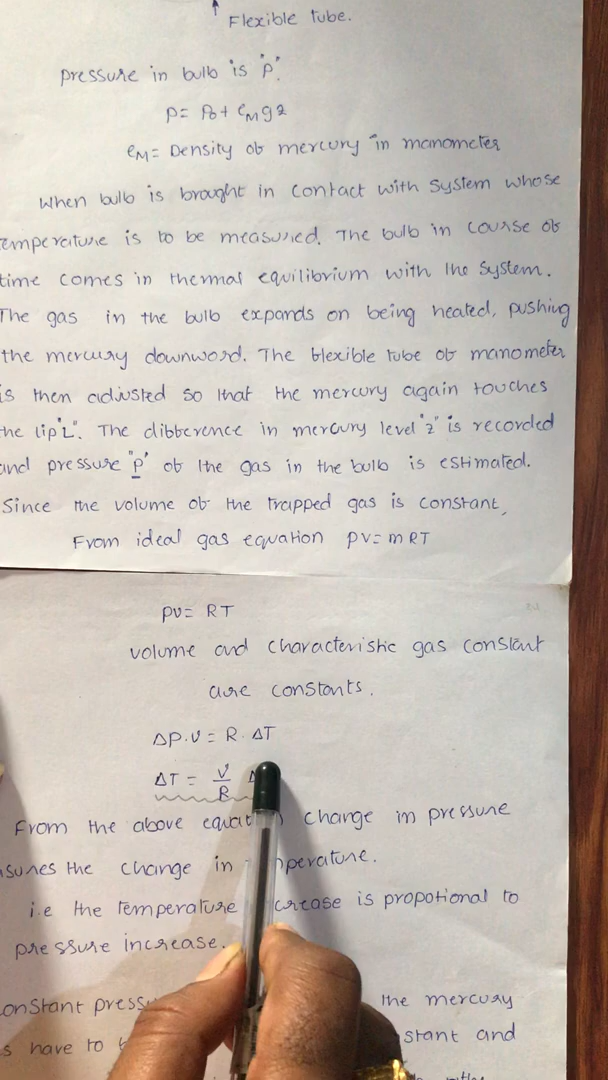 Flexible tube.
pressure in bulb is "p".
p = P0 + ρM g z
ρM = Density of mercury in manometer
When bulb is brought in contact with system whose
temperature is to be measured. The bulb in course of
time comes in thermal equilibrium with the system.
The gas in the bulb expands on being heated, pushing
the mercury downword. The flexible tube of manometer
is then adjusted so that the mercury again touches
the lip "L". The difference in mercury level "z" is recorded
and pressure "p" of the gas in the bulb is estimated.
Since the volume of the trapped gas is constant,
From ideal gas equation pv = mRT
pv = RT
volume and characteristic gas constant
are constants.
Δp.v = R.ΔT
ΔT = v/R
From the above change in pressure
the change in
i.e the temperature is propotional to
pressure increase.
the mercury
have to and